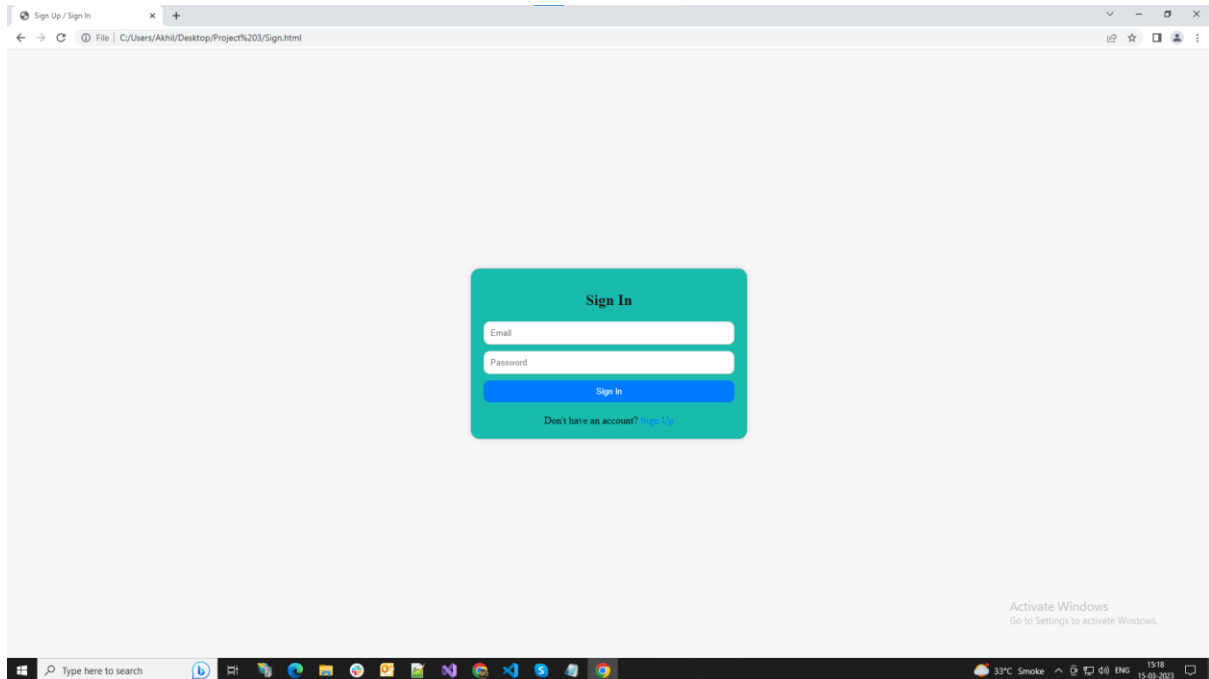 Sign Up / Sign In
File | C:/Users/Akhil/Desktop/Project%203/Sign.html
Sign In
Email
Password
Sign In
Don't have an account? Sign Up
Activate Windows
Go to Settings to activate Windows.
Type here to search
33°C Smoke ENG 15:18
15-03-2023